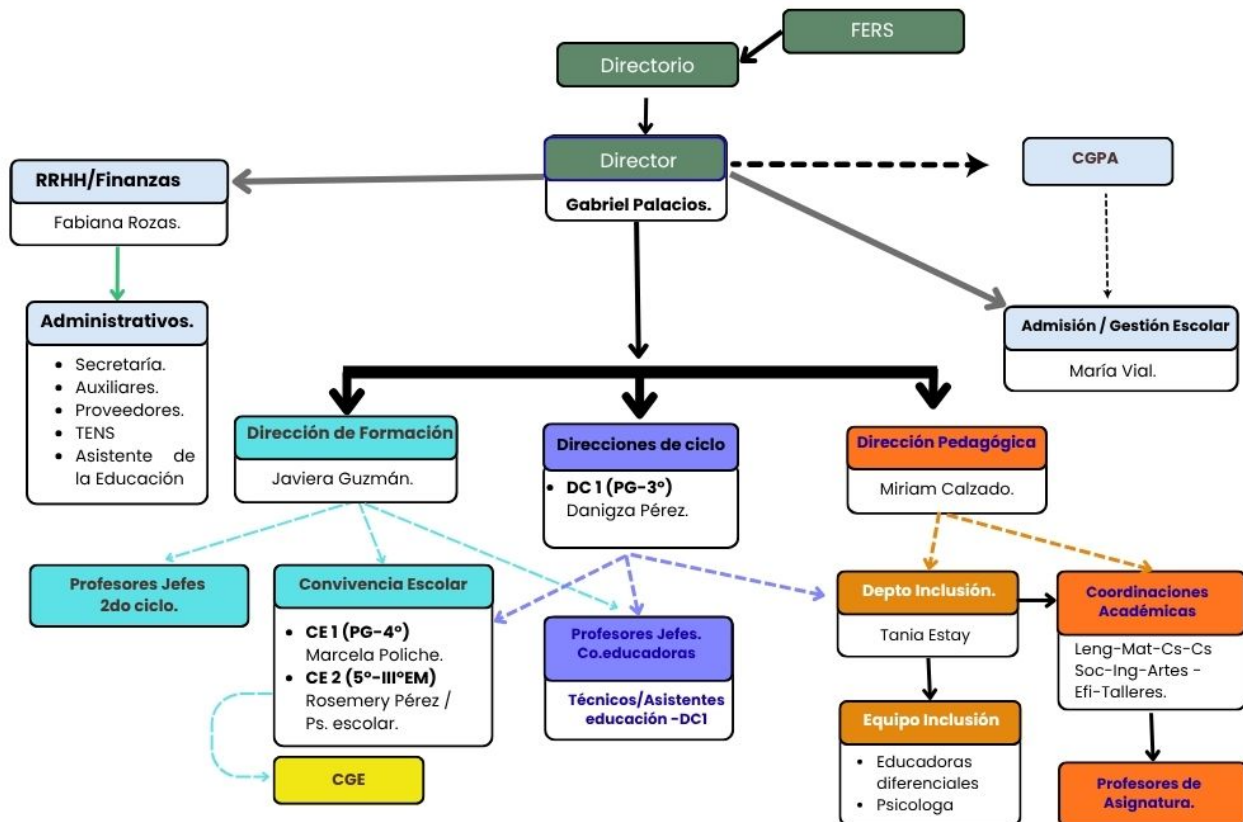 FERS
Directorio
Director
Gabriel Palacios.
CGPA
RRHH/Finanzas
Fabiana Rozas.
Administrativos.
• Secretaría.
• Auxiliares.
• Proveedores.
• TENS
• Asistente de
la Educación
Admisión / Gestión Escolar
María Vial.
Dirección de Formación
Javiera Guzmán.
Direcciones de ciclo
• DC 1 (PG-3°)
Danigza Pérez.
Dirección Pedagógica
Miriam Calzado.
Profesores Jefes
2do ciclo.
Convivencia Escolar
• CE 1 (PG-4°)
Marcela Poliche.
• CE 2 (5°-III°EM)
Rosemery Pérez /
Ps. escolar.
CGE
Profesores Jefes.
Co.educadoras
Técnicos/Asistentes
educación -DC1
Depto Inclusión.
Tania Estay
Equipo Inclusión
• Educadoras
diferenciales
• Psicologa
Coordinaciones
Académicas
Leng-Mat-Cs-Cs
Soc-Ing-Artes -
Efi-Talleres.
Profesores de
Asignatura.